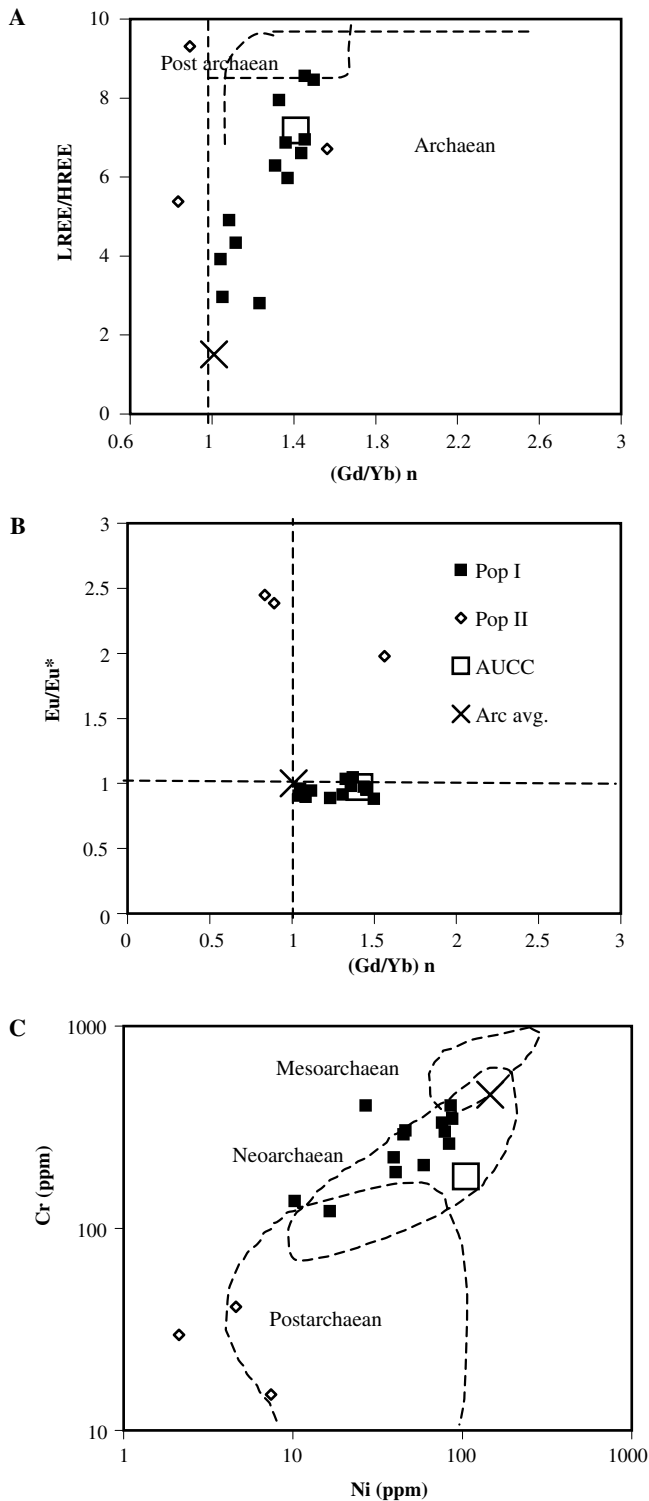 A
10
8
6
4
2
0
LREE/HREE
Post archaean
Archaean
0.6 1 1.4 1.8 2.2 2.6 3
(Gd/Yb) n
B
3
2.5
2
1.5
1
0.5
0
Eu/Eu*
Pop I
Pop II
AUCC
Arc avg.
0 0.5 1 1.5 2 2.5 3
(Gd/Yb) n
C
1000
100
10
Cr (ppm)
Mesoarchaean
Neoarchaean
Postarchaean
1 10 100 1000
Ni (ppm)